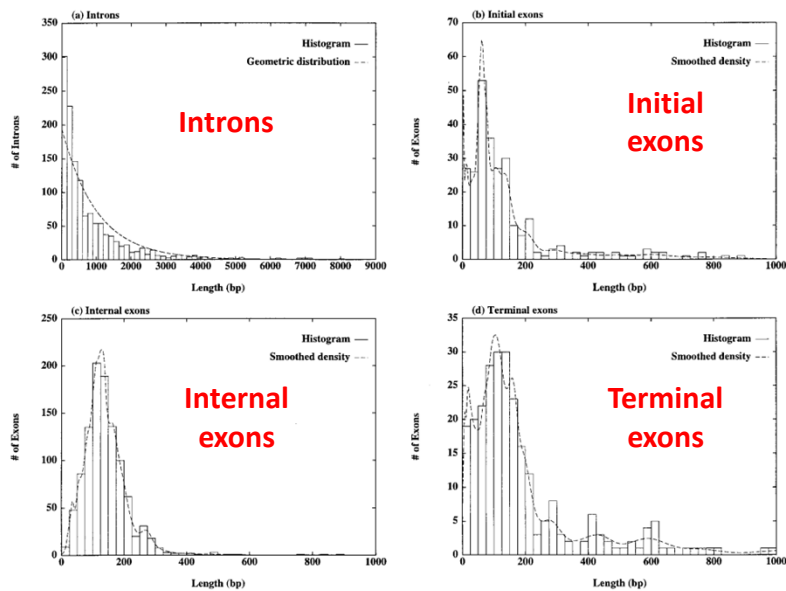 (a) Introns
Histogram
Geometric distribution
Introns
# of Introns
350
300
250
200
150
100
50
0
0 1000 2000 3000 4000 5000 6000 7000 8000 9000
Length (bp)
(b) Initial exons
Histogram
Smoothed density
Initial
exons
# of Exons
70
60
50
40
30
20
10
0
0 200 400 600 800 1000
Length (bp)
(c) Internal exons
Histogram
Smoothed density
Internal
exons
# of Exons
250
200
150
100
50
0
0 200 400 600 800 1000
Length (bp)
(d) Terminal exons
Histogram
Smoothed density
Terminal
exons
# of Exons
35
30
25
20
15
10
5
0
0 200 400 600 800 1000
Length (bp)